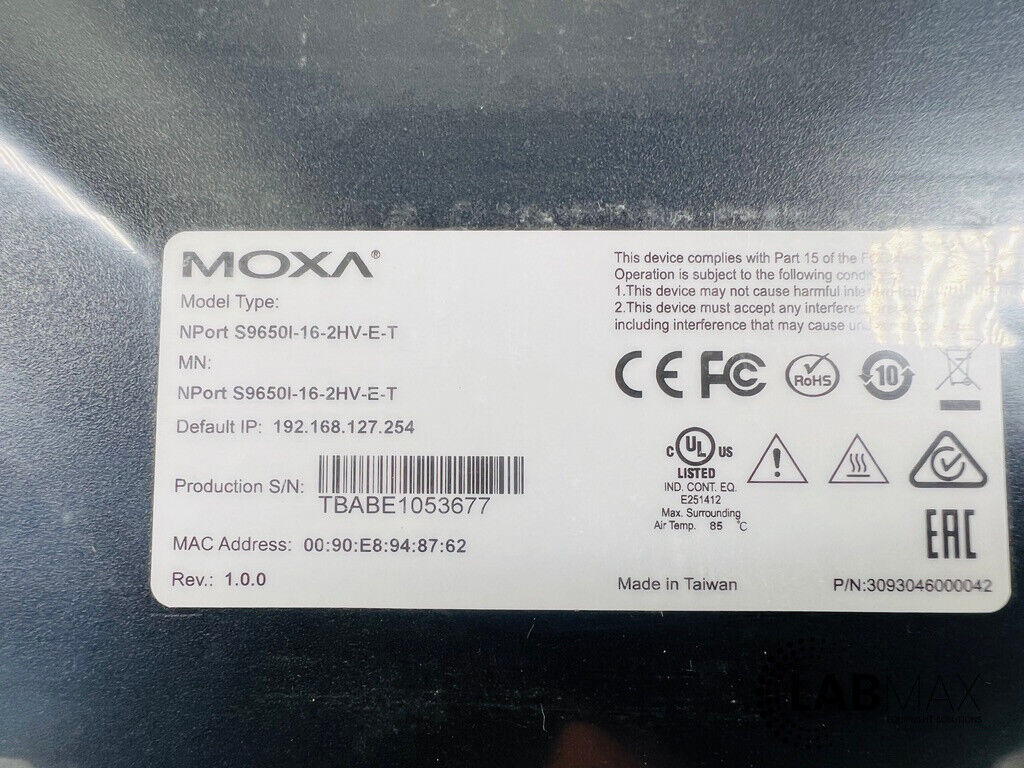 MOXA®
Model Type:
NPort S9650I-16-2HV-E-T
MN:
NPort S9650I-16-2HV-E-T
Default IP: 192.168.127.254
Production S/N:
TBABE1053677
MAC Address: 00:90:E8:94:87:62
Rev.: 1.0.0
This device complies with Part 15 of the
Operation is subject to the following
1.This device may not cause harmful
2.This device must accept any
including interference that may cause
CE FC RoHS 10
C UL US
LISTED
IND. CONT. EQ.
E251412
Max. Surrounding
Air Temp. 85 °C
EAC
Made in Taiwan
P/N:3093046000042
LABMAX
EQUIPMENT SOLUTIONS